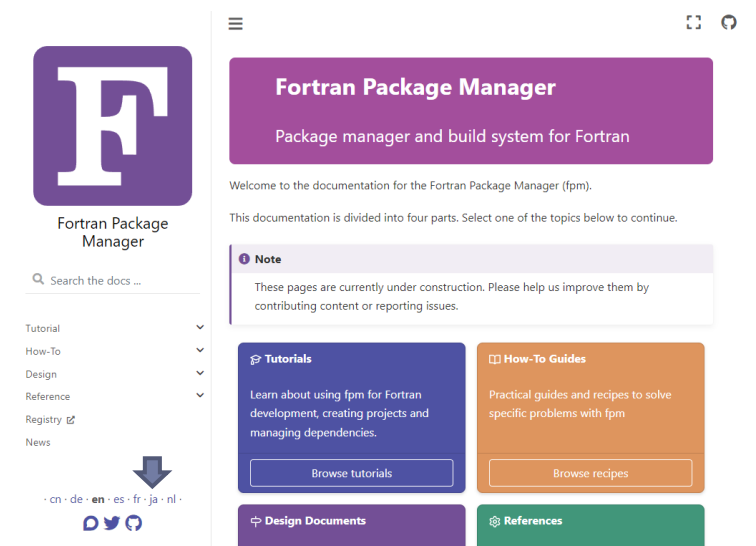 F
Fortran Package
Manager
Search the docs ...
Tutorial
How-To
Design
Reference
Registry
News
· cn · de · en · es · fr · ja · nl ·
Fortran Package Manager
Package manager and build system for Fortran
Welcome to the documentation for the Fortran Package Manager (fpm).
This documentation is divided into four parts. Select one of the topics below to continue.
Note
These pages are currently under construction. Please help us improve them by
contributing content or reporting issues.
Tutorials
Learn about using fpm for Fortran
development, creating projects and
managing dependencies.
Browse tutorials
How-To Guides
Practical guides and recipes to solve
specific problems with fpm
Browse recipes
Design Documents
References